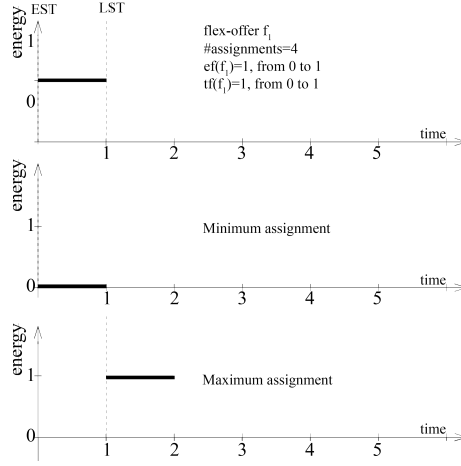 EST LST
energy
1
0
flex-offer f1
#assignments=4
ef(f1)=1, from 0 to 1
tf(f1)=1, from 0 to 1
time
1 2 3 4 5
energy
1
0
Minimum assignment
time
1 2 3 4 5
energy
1
0
Maximum assignment
time
1 2 3 4 5